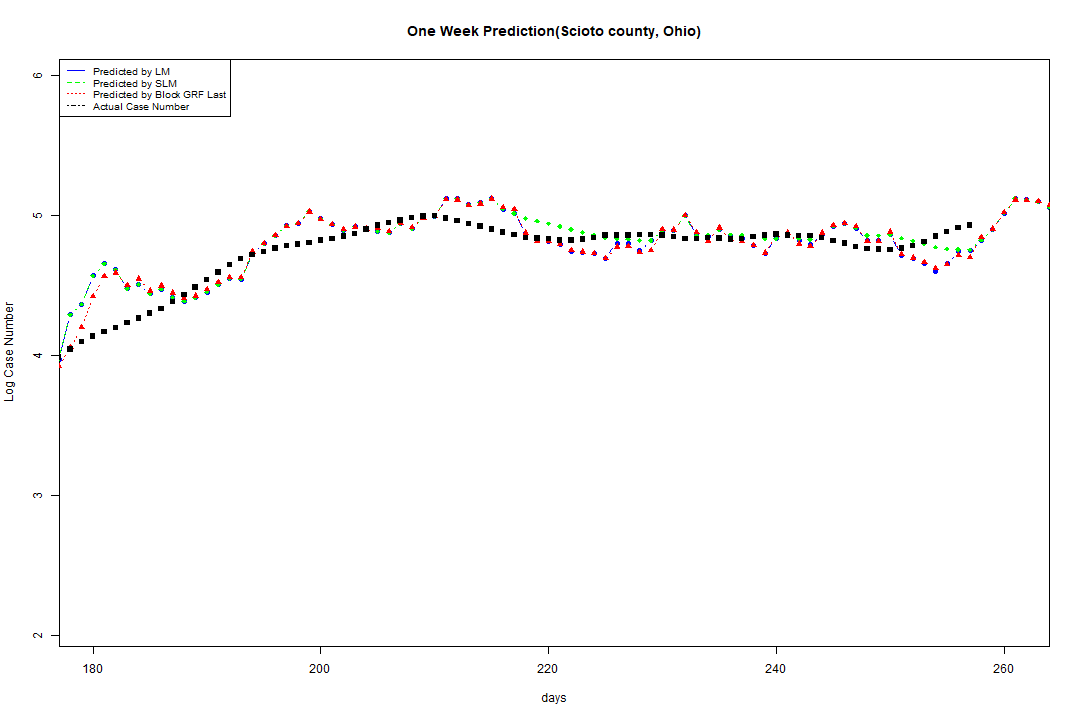 One Week Prediction(Scioto county, Ohio)
Predicted by LM
Predicted by SLM
Predicted by Block GRF Last
Actual Case Number
6
5
4
3
2
Log Case Number
180 200 220 240 260
days